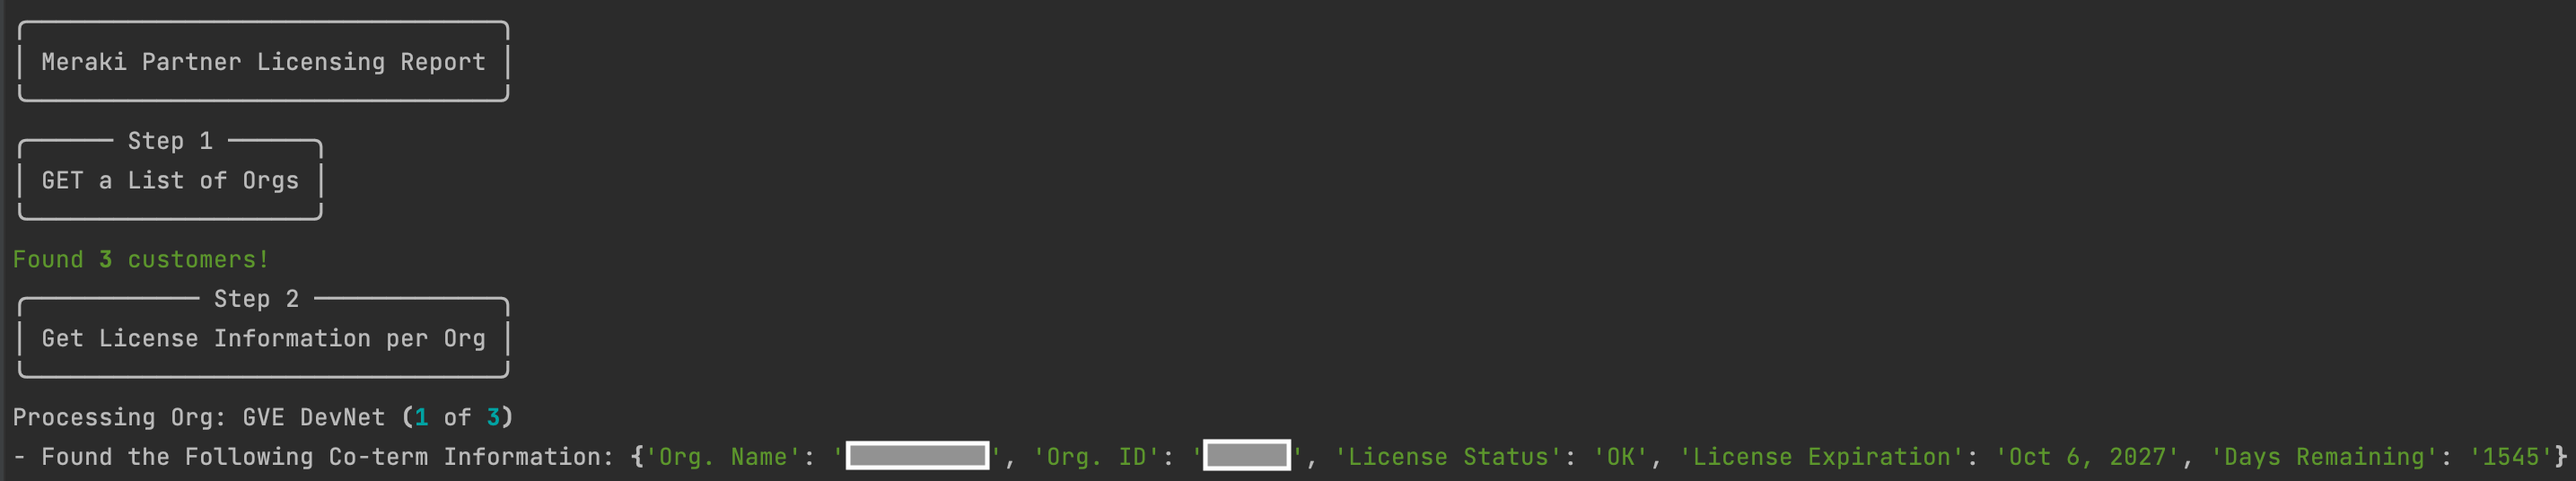 Meraki Partner Licensing Report
Step 1
GET a List of Orgs
Found 3 customers!
Step 2
Get License Information per Org
Processing Org: GVE DevNet (1 of 3)
- Found the Following Co-term Information: {'Org. Name': '', 'Org. ID': '', 'License Status': 'OK', 'License Expiration': 'Oct 6, 2027', 'Days Remaining': '1545'}